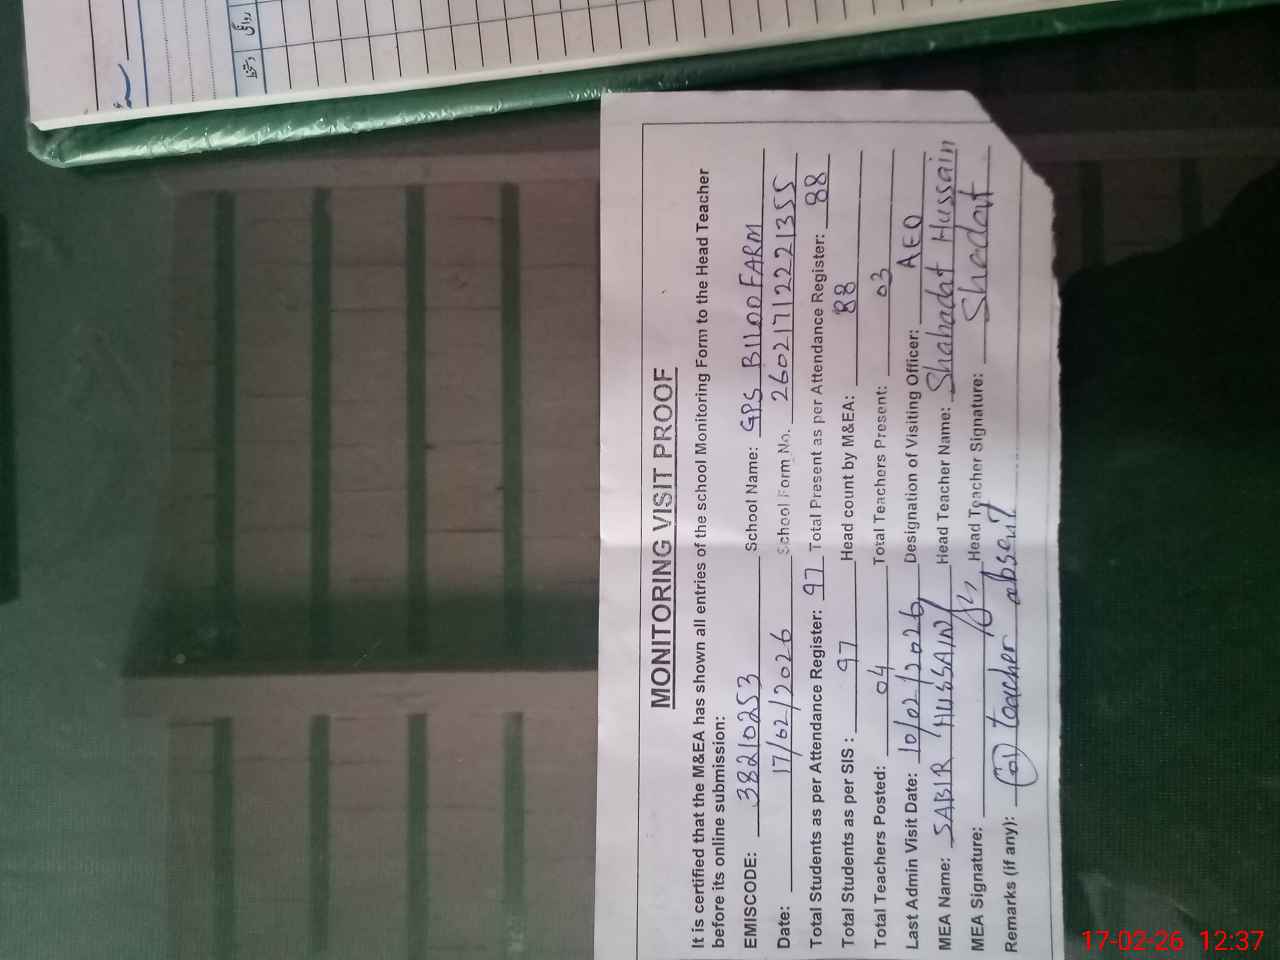 روانگی
دستخط
MONITORING VISIT PROOF
It is certified that the M&EA has shown all entries of the school Monitoring Form to the Head Teacher
before its online submission:
EMISCODE: 38210253 School Name: GPS BILOO FARM
Date: 17/02/2026 School Form No. 26021712221355
Total Students as per Attendance Register: 97 Total Present as per Attendance Register: 88
Total Students as per SIS: 97 Head count by M&EA: 88
Total Teachers Posted: 04 Total Teachers Present: 03
Last Admin Visit Date: 10/02/2026 Designation of Visiting Officer: AEO
MEA Name: SABIR HUSSAIN Head Teacher Name: Shahadat Hussain
MEA Signature: Head Teacher Signature: Shadat
Remarks (if any): (01) teacher absent
17-02-26 12:37